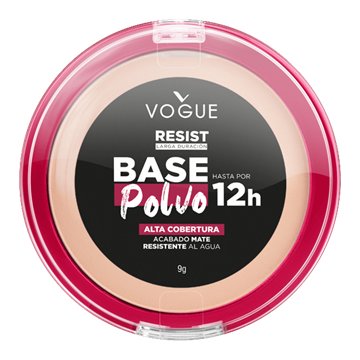 VOGUE
RESIST
LARGA DURACIÓN
BASE
Polvo
HASTA POR
12h
ALTA COBERTURA
ACABADO MATE
RESISTENTE AL AGUA
9g